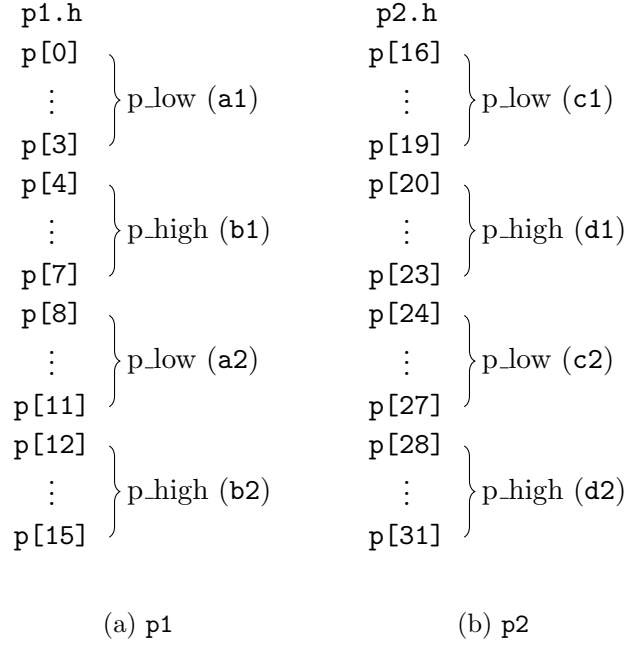 p1.h
p[0]
⋮
p_low (a1)
p[3]
p[4]
⋮
p_high (b1)
p[7]
p[8]
⋮
p_low (a2)
p[11]
p[12]
⋮
p_high (b2)
p[15]
(a) p1
p2.h
p[16]
⋮
p_low (c1)
p[19]
p[20]
⋮
p_high (d1)
p[23]
p[24]
⋮
p_low (c2)
p[27]
p[28]
⋮
p_high (d2)
p[31]
(b) p2